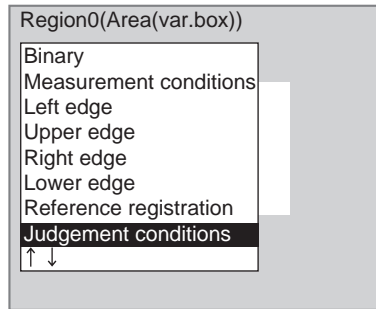 Region0(Area(var.box))
Binary
Measurement conditions
Left edge
Upper edge
Right edge
Lower edge
Reference registration
Judgement conditions
↑ ↓